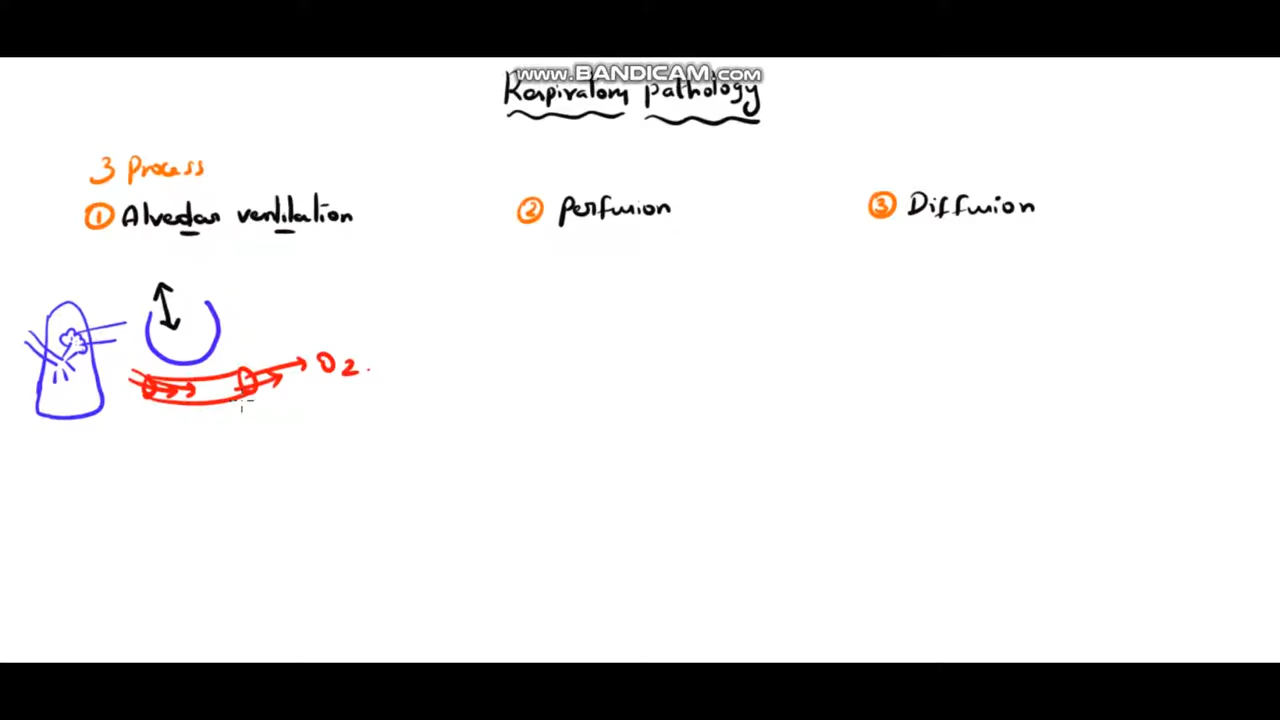 www.BANDICAM.com
Respiratory pathology
3 Process
① Alveolar ventilation
② Perfusion
③ Diffusion
O2.